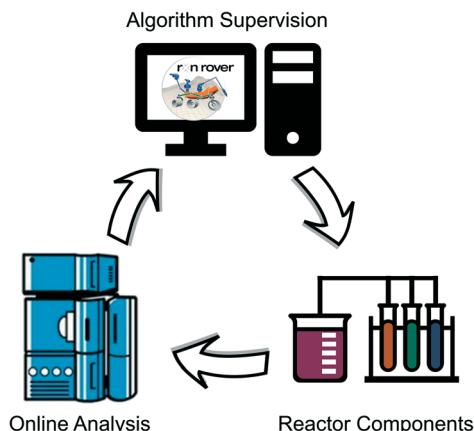 Algorithm Supervision
rxn rover
Online Analysis
Reactor Components